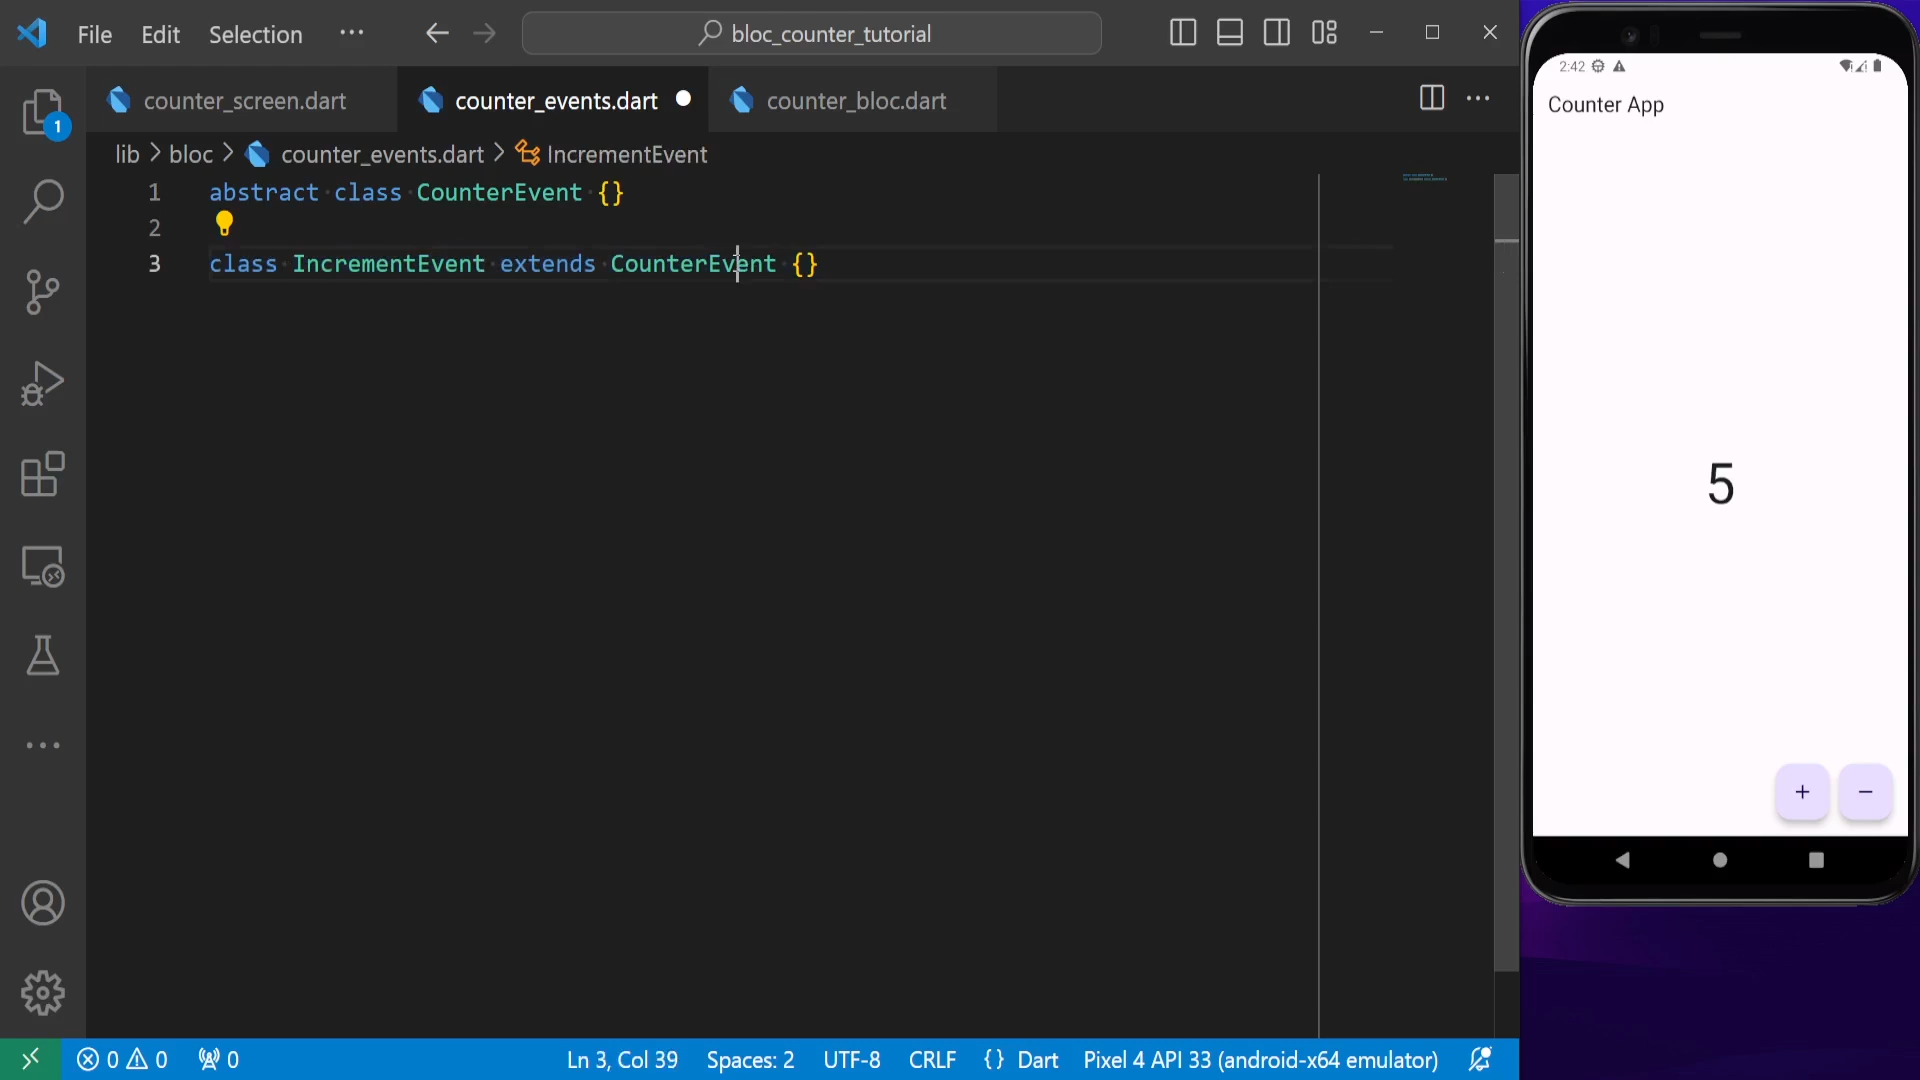 File Edit Selection ···
bloc_counter_tutorial
counter_screen.dart counter_events.dart counter_bloc.dart
lib > bloc > counter_events.dart > IncrementEvent
1 abstract class CounterEvent {}
2
3 class IncrementEvent extends CounterEvent {}
1
0 0 0 Ln 3, Col 39 Spaces: 2 UTF-8 CRLF {} Dart Pixel 4 API 33 (android-x64 emulator)
2:42
Counter App
5
+ −